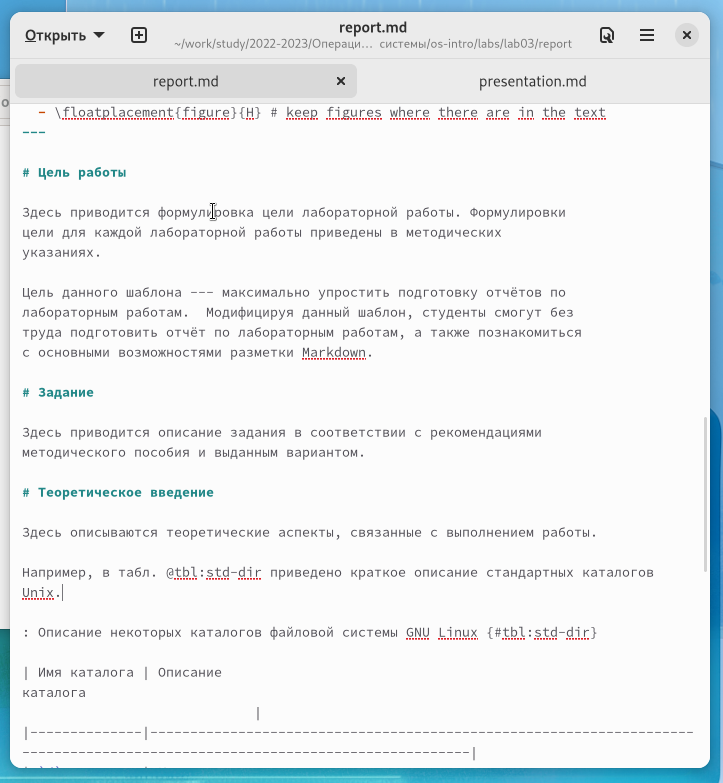 Открыть
report.md
~/work/study/2022-2023/Операци… системы/os-intro/labs/lab03/report
report.md
presentation.md
- \floatplacement{figure}{H} # keep figures where there are in the text
---
# Цель работы
Здесь приводится формулировка цели лабораторной работы. Формулировки
цели для каждой лабораторной работы приведены в методических
указаниях.
Цель данного шаблона --- максимально упростить подготовку отчётов по
лабораторным работам.  Модифицируя данный шаблон, студенты смогут без
труда подготовить отчёт по лабораторным работам, а также познакомиться
с основными возможностями разметки Markdown.
# Задание
Здесь приводится описание задания в соответствии с рекомендациями
методического пособия и выданным вариантом.
# Теоретическое введение
Здесь описываются теоретические аспекты, связанные с выполнением работы.
Например, в табл. @tbl:std-dir приведено краткое описание стандартных каталогов
Unix.
: Описание некоторых каталогов файловой системы GNU Linux {#tbl:std-dir}
| Имя каталога | Описание
каталога
|
|--------------|--------------------------------------------------------------------
--------------------------------------------------------|